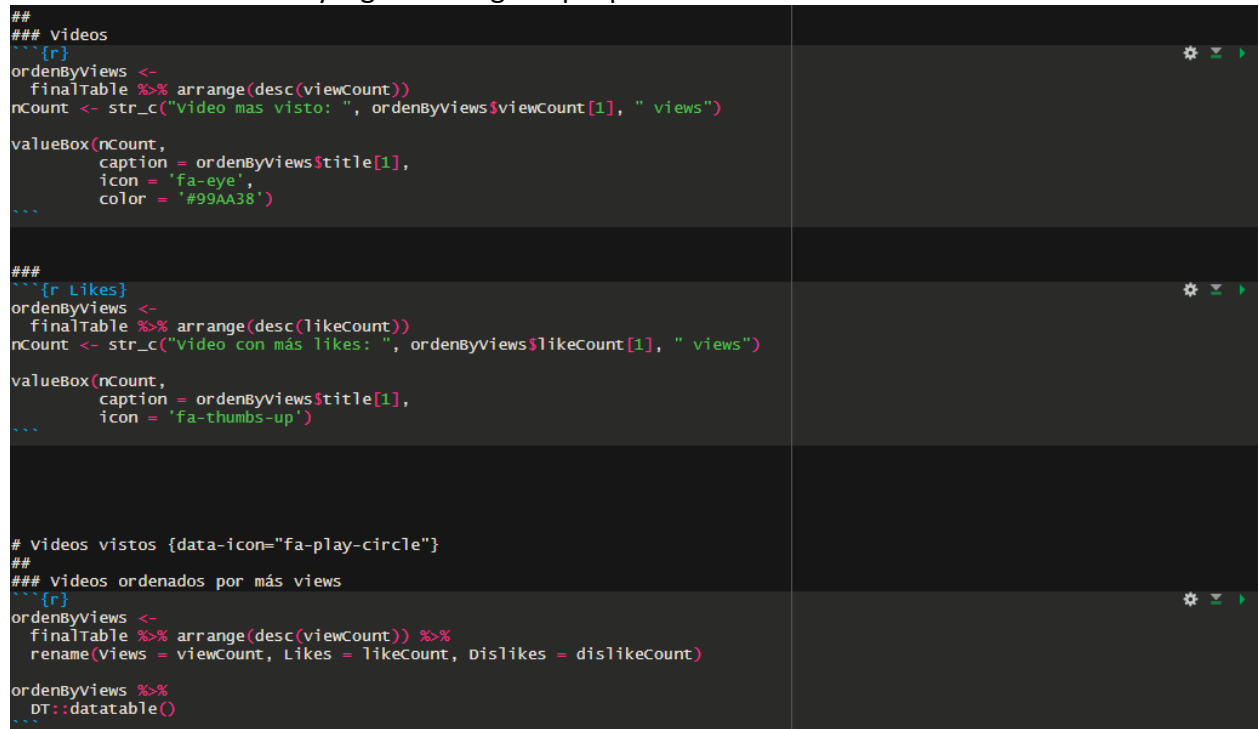 ##
### Videos
```{r}
ordenByViews <-
  finalTable %>% arrange(desc(viewCount))
nCount <- str_c("Video mas visto: ", ordenByViews$viewCount[1], " views")
valueBox(nCount,
         caption = ordenByViews$title[1],
         icon = 'fa-eye',
         color = '#99AA38')
```
###
```{r Likes}
ordenByViews <-
  finalTable %>% arrange(desc(likeCount))
nCount <- str_c("Video con más likes: ", ordenByViews$likeCount[1], " views")
valueBox(nCount,
         caption = ordenByViews$title[1],
         icon = 'fa-thumbs-up')
```
# Videos vistos {data-icon="fa-play-circle"}
##
### Videos ordenados por más views
```{r}
ordenByViews <-
  finalTable %>% arrange(desc(viewCount)) %>%
  rename(Views = viewCount, Likes = likeCount, Dislikes = dislikeCount)
ordenByViews %>%
  DT::datatable()
```